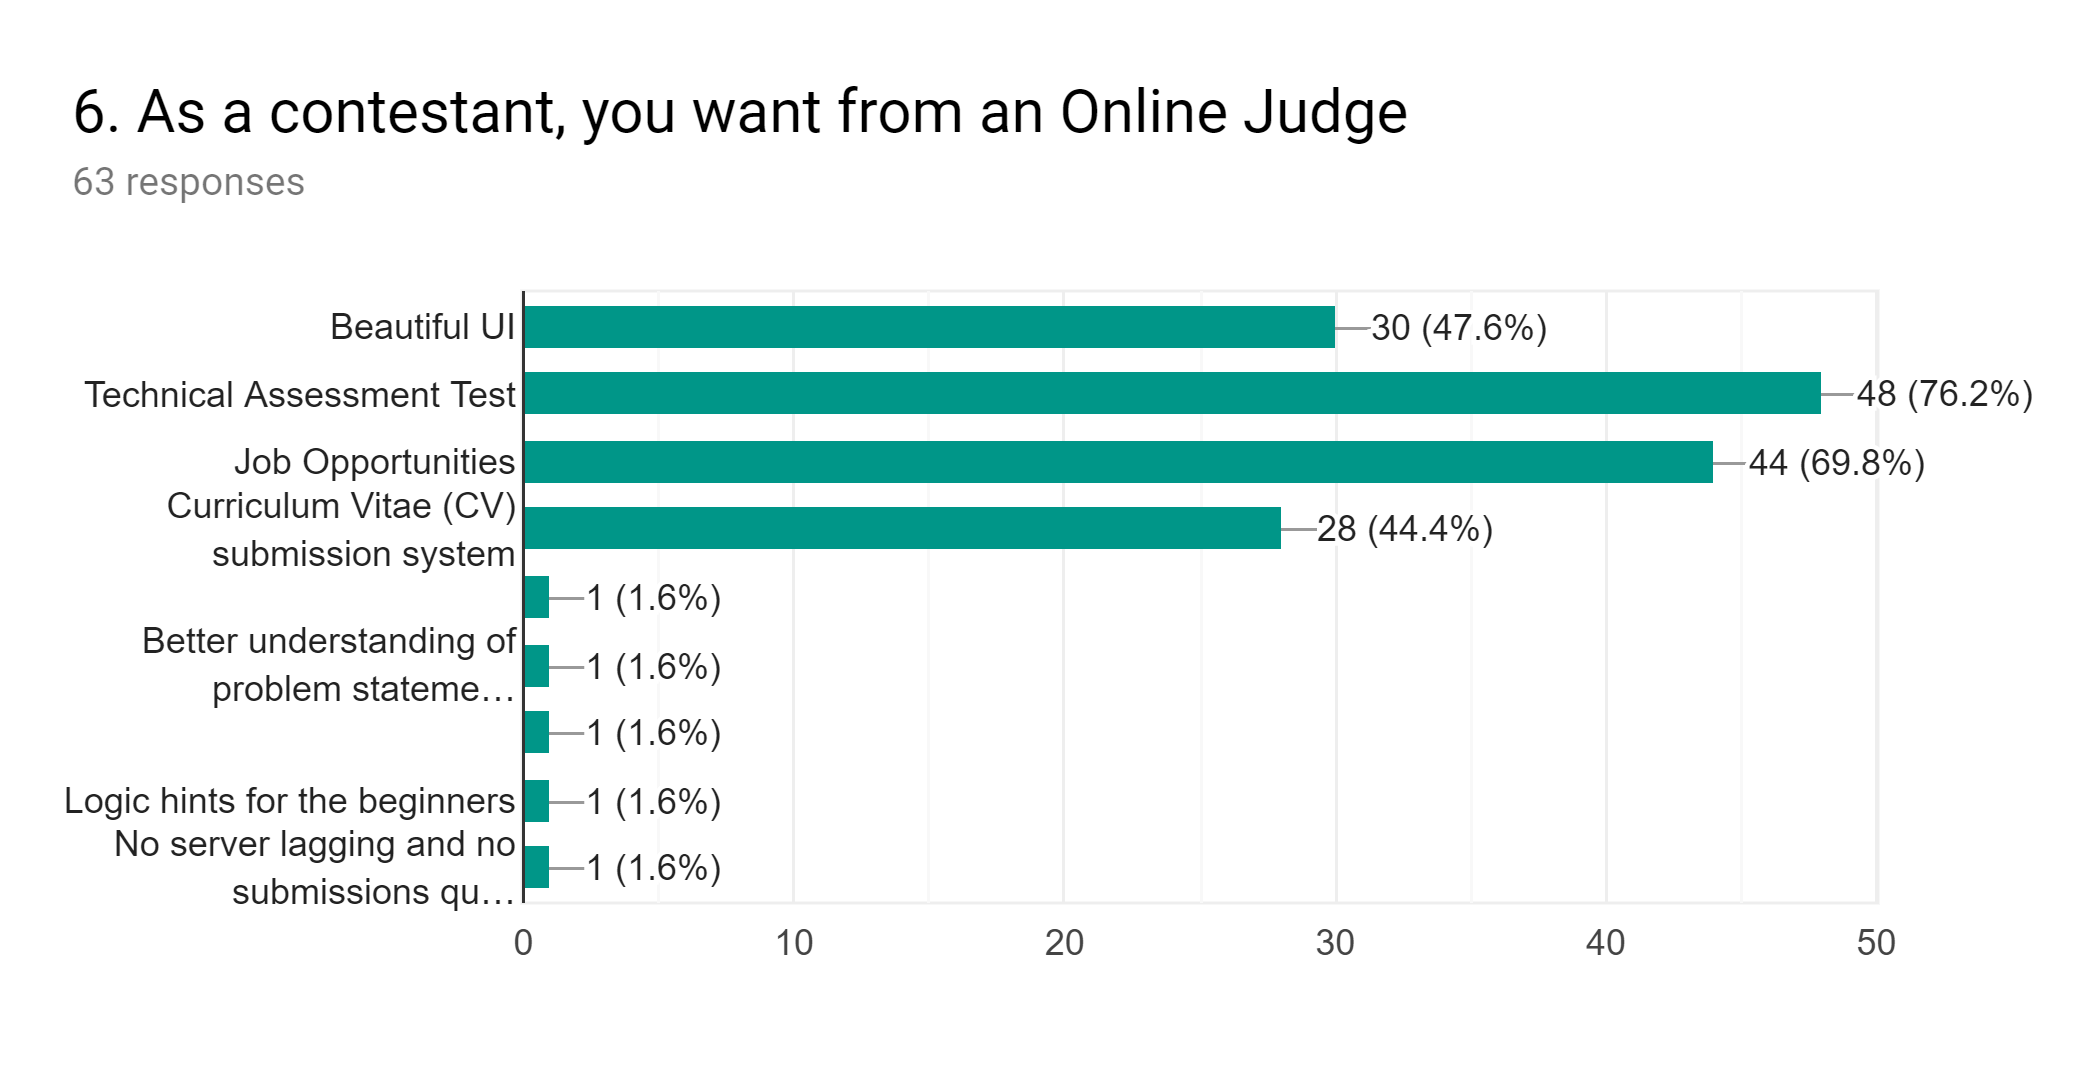 6. As a contestant, you want from an Online Judge
63 responses
Beautiful UI
30 (47.6%)
Technical Assessment Test
48 (76.2%)
Job Opportunities
44 (69.8%)
Curriculum Vitae (CV)
submission system
28 (44.4%)
1 (1.6%)
Better understanding of
problem stateme…
1 (1.6%)
1 (1.6%)
Logic hints for the beginners
1 (1.6%)
No server lagging and no
submissions qu…
1 (1.6%)
0 10 20 30 40 50